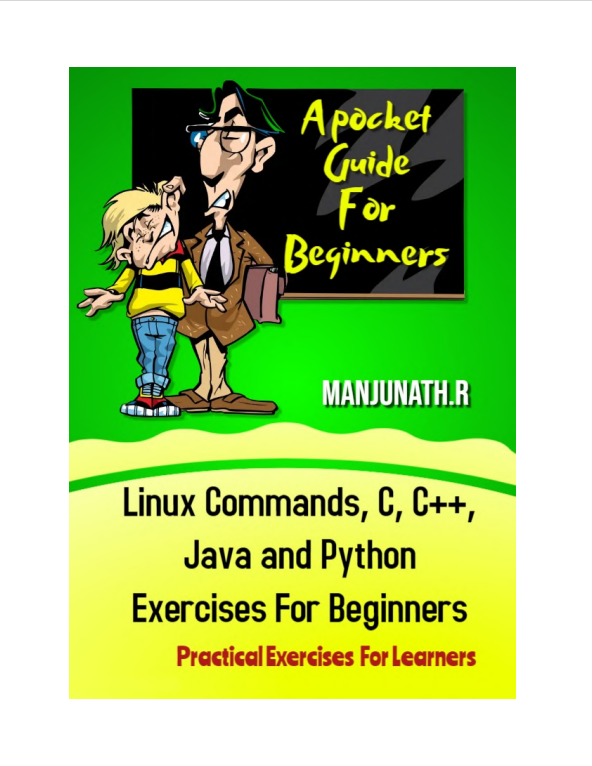 A pocket
Guide
For
Beginners
MANJUNATH.R
Linux Commands, C, C++,
Java and Python
Exercises For Beginners
Practical Exercises For Learners